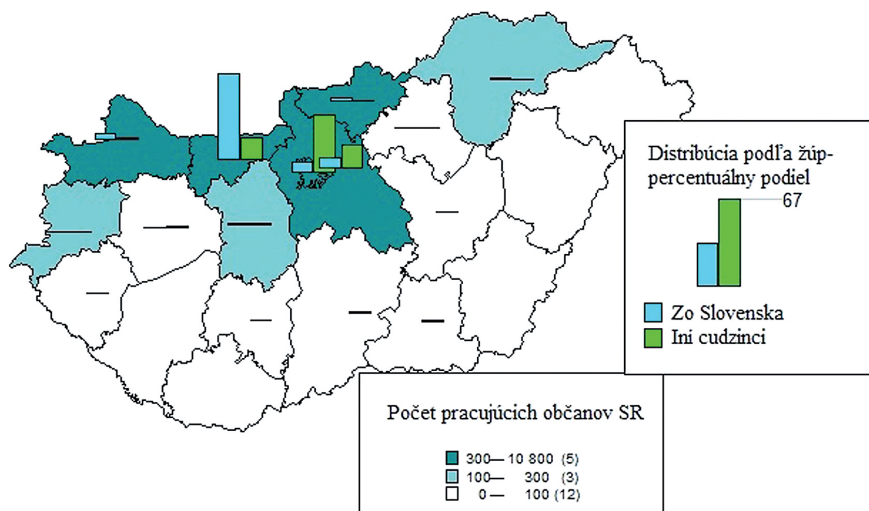 Distribúcia podľa žúp-
percentuálny podiel
67
Zo Slovenska
Ini cudzinci
Počet pracujúcich občanov SR
300— 10 800 (5)
100— 300 (3)
0— 100 (12)